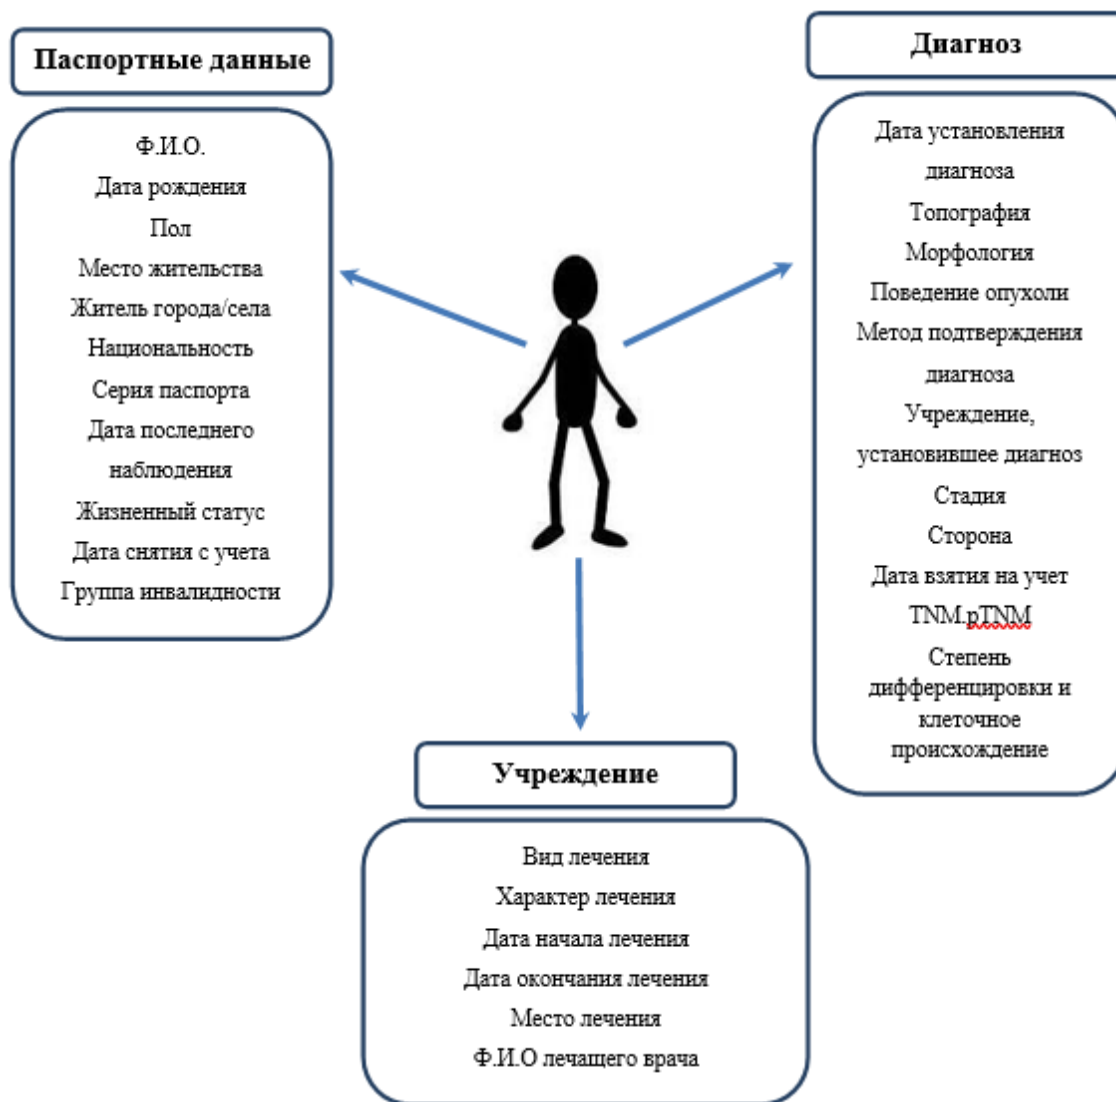 Паспортные данные
Ф.И.О.
Дата рождения
Пол
Место жительства
Житель города/села
Национальность
Серия паспорта
Дата последнего
наблюдения
Жизненный статус
Дата снятия с учета
Группа инвалидности
Диагноз
Дата установления
диагноза
Топография
Морфология
Поведение опухоли
Метод подтверждения
диагноза
Учреждение,
установившее диагноз
Стадия
Сторона
Дата взятия на учет
TNM.pTNM
Степень
дифференцировки и
клеточное
происхождение
Учреждение
Вид лечения
Характер лечения
Дата начала лечения
Дата окончания лечения
Место лечения
Ф.И.О лечащего врача